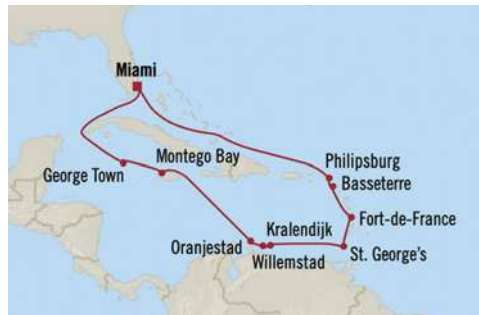 Miami
Philipsburg
Montego Bay
Basseterre
George Town
Fort-de-France
Kralendijk
Oranjestad
St. George's
Willemstad